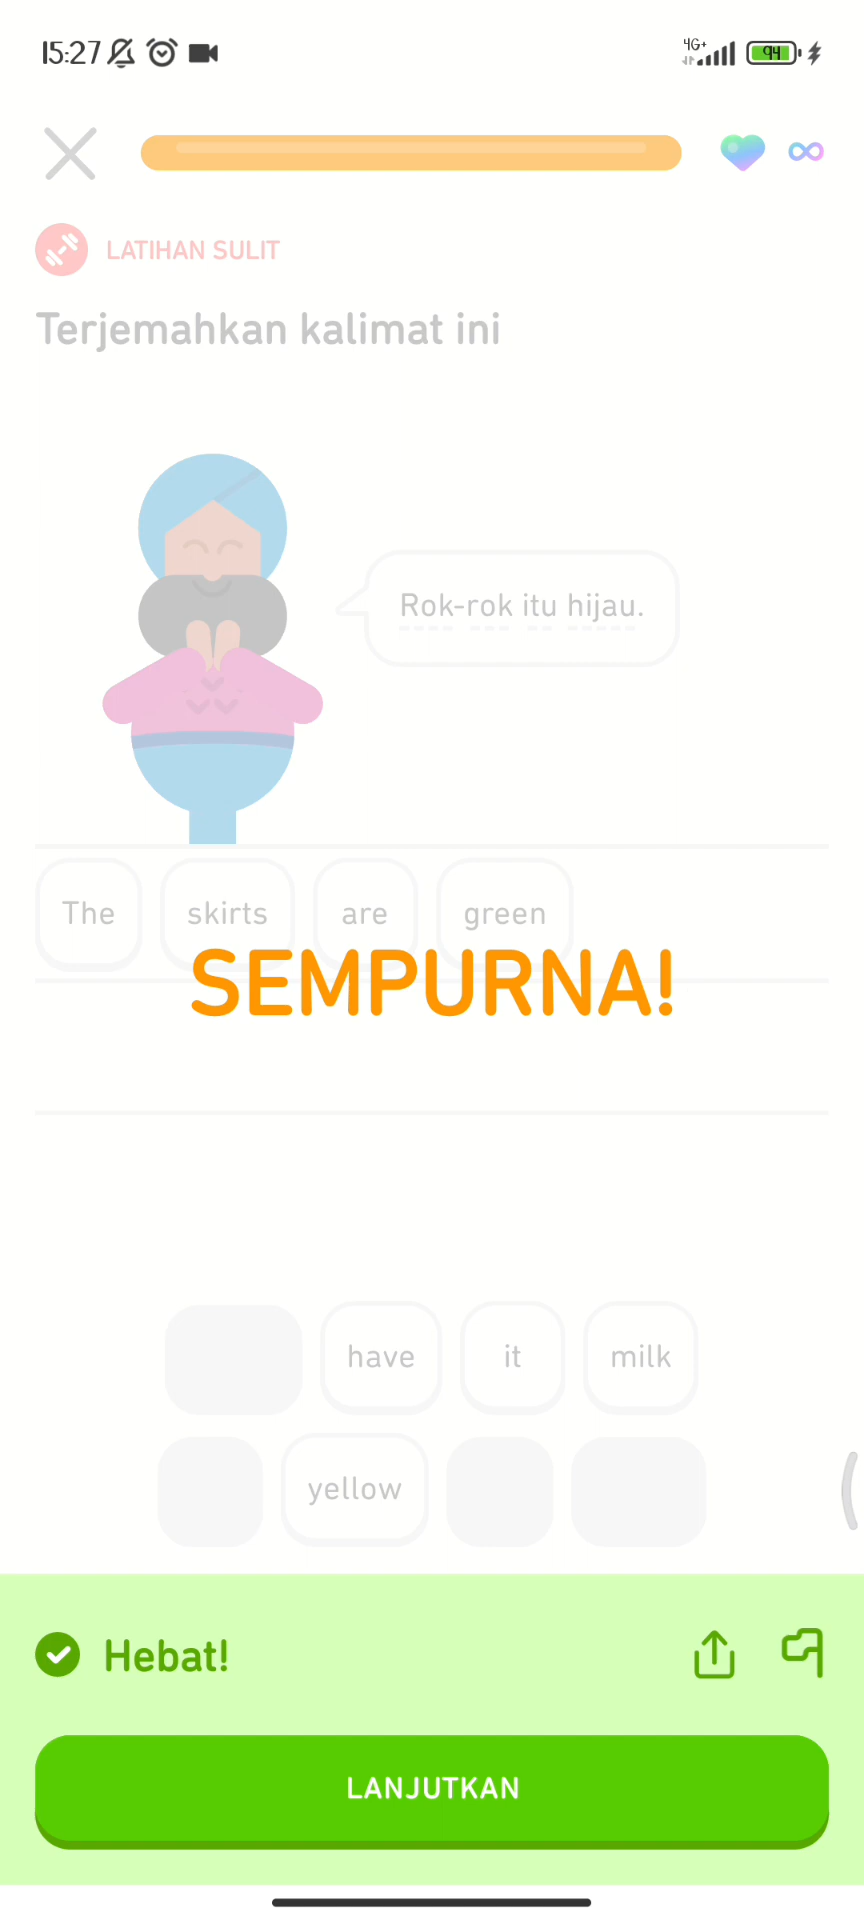 15:27
4G+
94
LATIHAN SULIT
Terjemahkan kalimat ini
Rok-rok itu hijau.
The skirts are green
SEMPURNA!
have it milk
yellow
Hebat!
LANJUTKAN